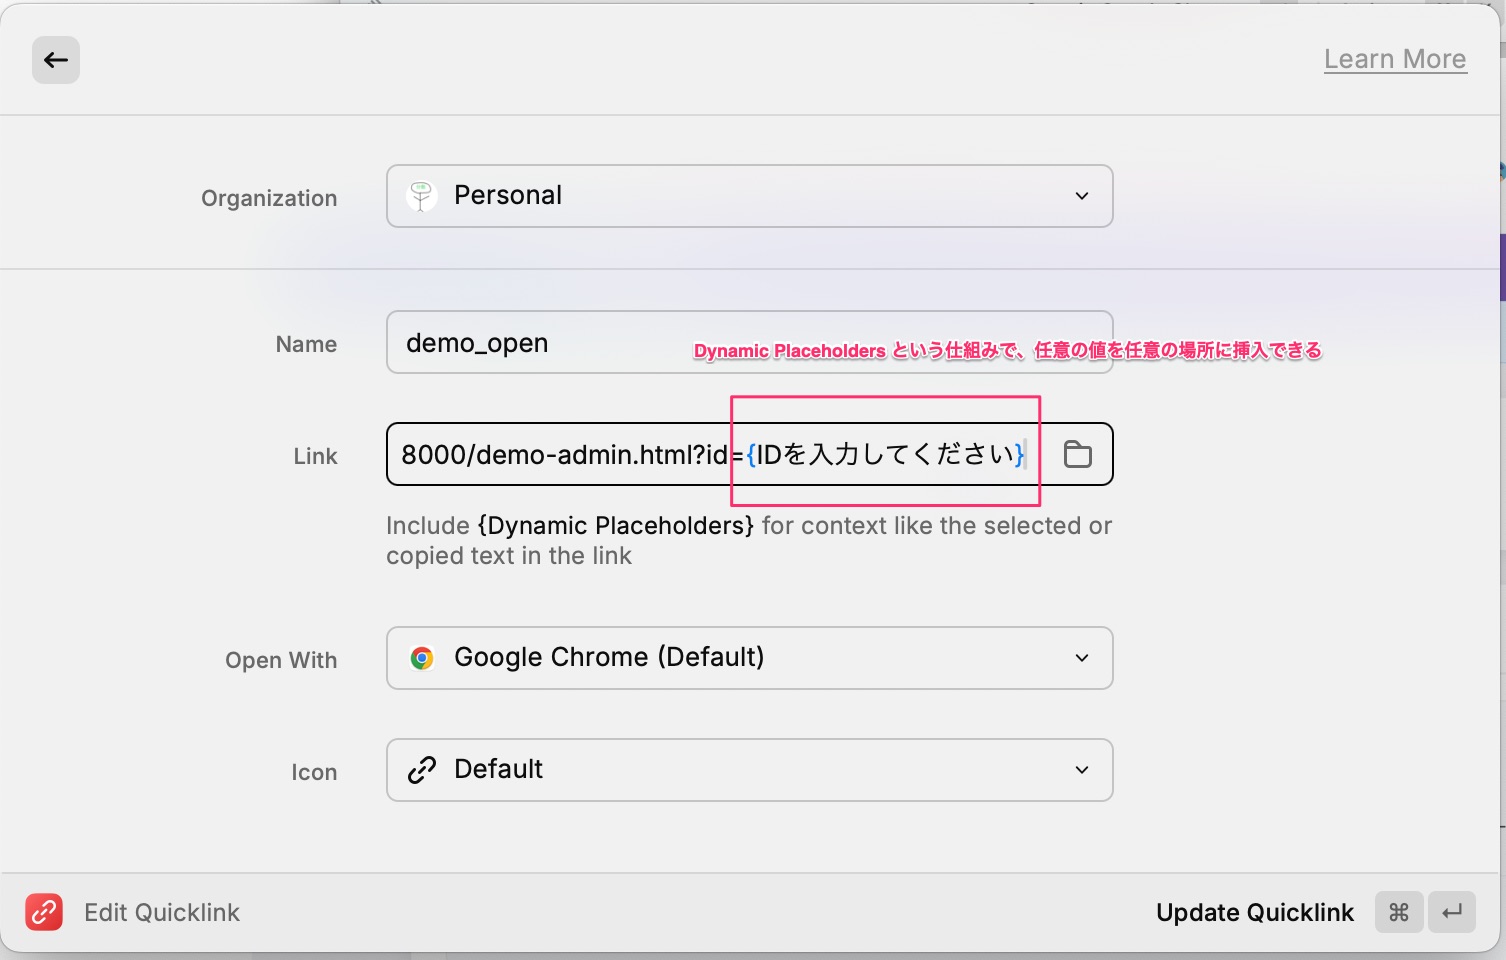 Learn More
Organization
Personal
Name
demo_open
Dynamic Placeholders という仕組みで、任意の値を任意の場所に挿入できる
Link
8000/demo-admin.html?id={IDを入力してください}
Include {Dynamic Placeholders} for context like the selected or
copied text in the link
Open With
Google Chrome (Default)
Icon
Default
Edit Quicklink
Update Quicklink ⌘ ↵